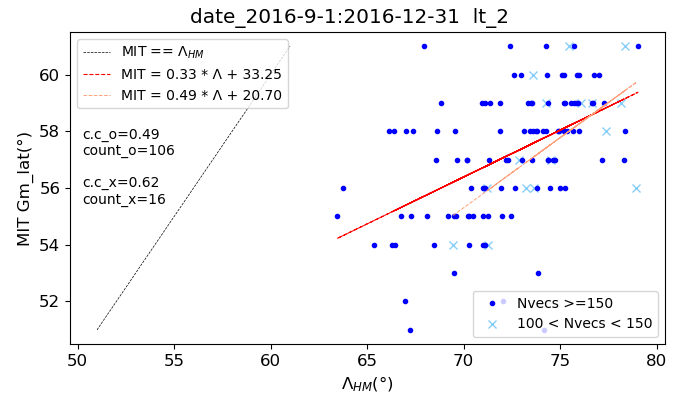 date_2016-9-1:2016-12-31 lt_2
MIT == Λ_HM
MIT = 0.33 * Λ + 33.25
MIT = 0.49 * Λ + 20.70
c.c_o=0.49
count_o=106
c.c_x=0.62
count_x=16
MIT Gm_lat(°)
60
58
56
54
52
Nvecs >=150
100 < Nvecs < 150
50 55 60 65 70 75 80
Λ_HM(°)